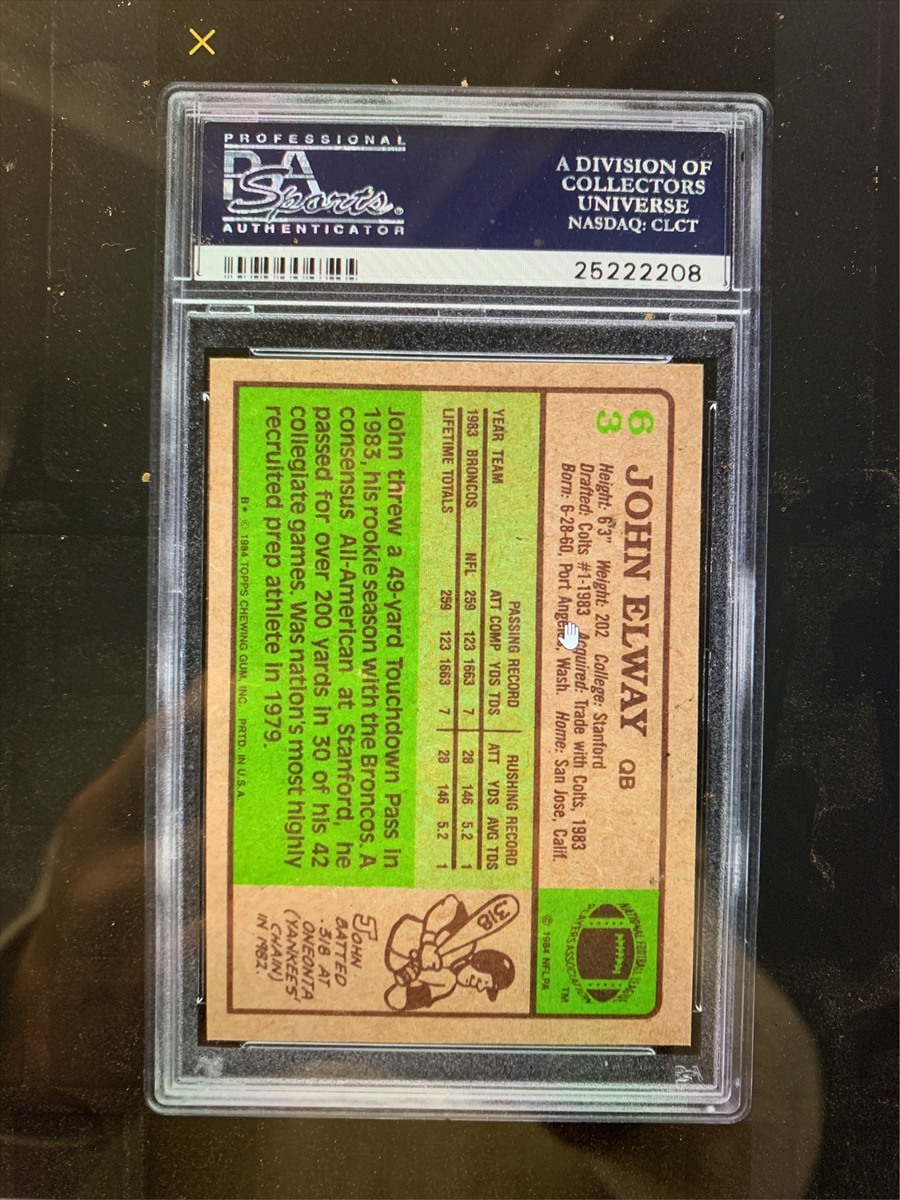 PROFESSIONAL
PSA
Sports®
AUTHENTICATOR
A DIVISION OF
COLLECTORS
UNIVERSE
NASDAQ: CLCT
25222208
63
JOHN ELWAY QB
Height: 6'3" Weight: 202 College: Stanford
Drafted: Colts #1-1983 Acquired: Trade with Colts, 1983
Born: 6-28-60, Port Wash. Home: San Jose, Calif.
NATIONAL FOOTBALL LEAGUE
PLAYERS ASSOCIATION
TM
© 1984 NFLPA
PASSING RECORD RUSHING RECORD
YEAR TEAM ATT COMP YDS TDS ATT YDS AVG TDS
1983 BRONCOS NFL 259 123 1663 7 28 146 5.2 1
LIFETIME TOTALS 259 123 1663 7 28 146 5.2 1
John threw a 49-yard Touchdown Pass in
1983, his rookie season with the Broncos. A
consensus All-American at Stanford, he
passed for over 200 yards in 30 of his 42
collegiate games. Was nation's most highly
recruited prep athlete in 1979.
318
JOHN
BATTED
.318 AT
ONEONTA
(YANKEES'
CHAIN)
IN 1982.
B* © 1984 TOPPS CHEWING GUM, INC. PRTD. IN U.S.A.